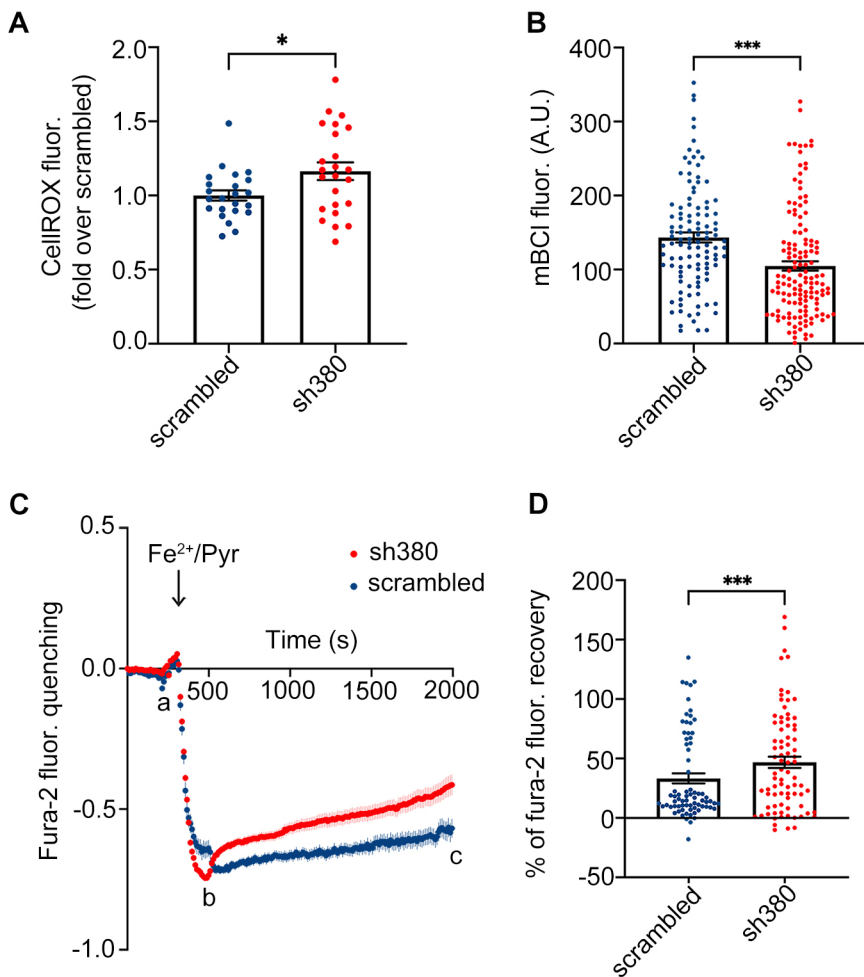 A
CellROX fluor.
(fold over scrambled)
2.0
1.5
1.0
0.5
0.0
*
scrambled
sh380
B
mBCl fluor. (A.U.)
400
300
200
100
0
***
scrambled
sh380
C
Fura-2 fluor. quenching
0.5
0.0
-0.5
-1.0
Fe²⁺/Pyr
sh380
scrambled
Time (s)
500
1000
1500
2000
a
b
c
D
% of fura-2 fluor. recovery
200
150
100
50
0
-50
***
scrambled
sh380